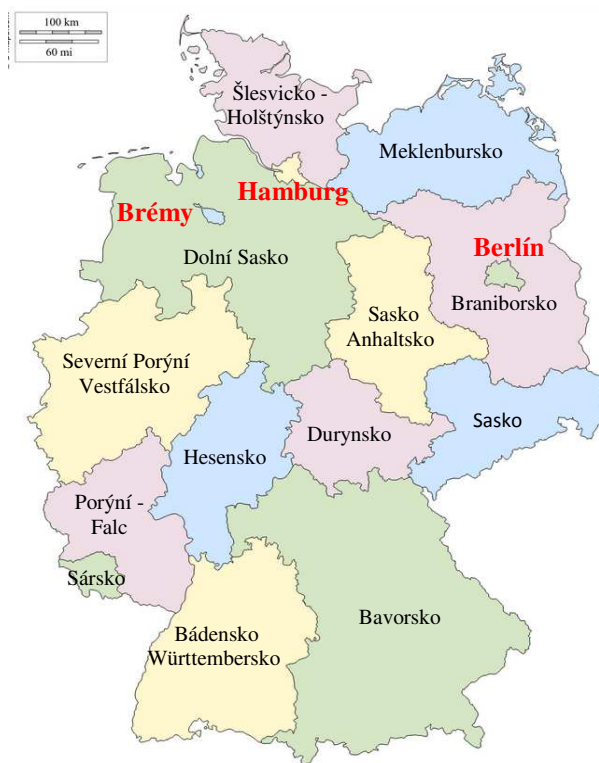 100 km
60 mi
Šlesvicko -
Holštýnsko
Meklenbursko
Hamburg
Brémy
Berlín
Dolní Sasko
Braniborsko
Sasko
Anhaltsko
Severní Porýní
Vestfálsko
Sasko
Durynsko
Hesensko
Porýní -
Falc
Sársko
Bavorsko
Bádensko
Württembersko